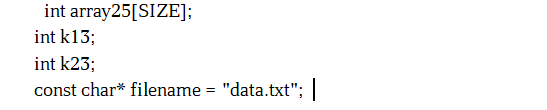 int array25[SIZE];
int k13;
int k23;
const char* filename = "data.txt";